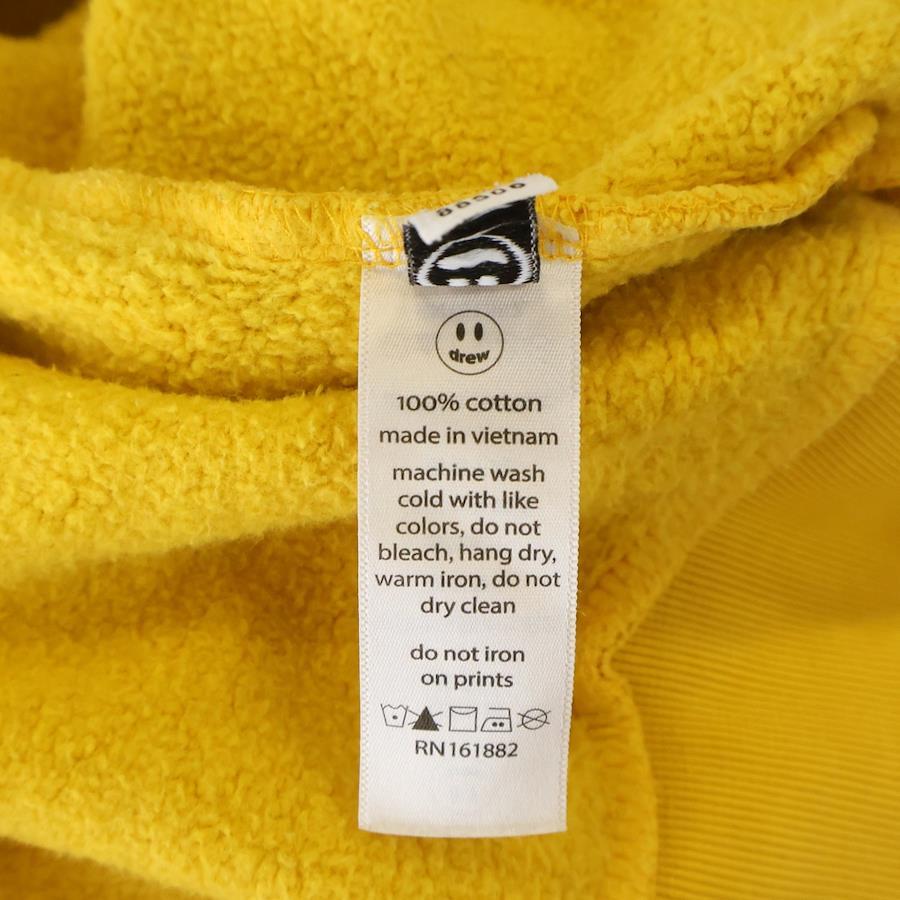 drew
100% cotton
made in vietnam
machine wash
cold with like
colors, do not
bleach, hang dry,
warm iron, do not
dry clean
do not iron
on prints
RN161882